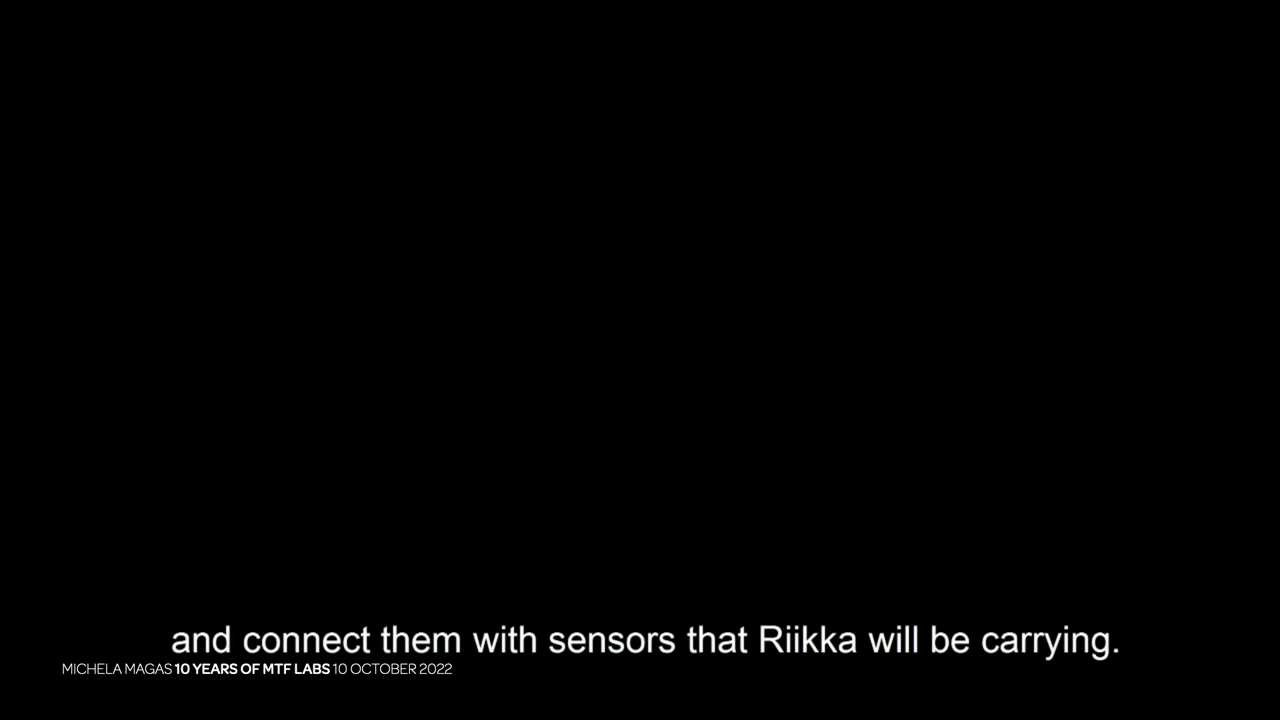 and connect them with sensors that Riikka will be carrying.
MICHELA MAGAS 10 YEARS OF MTF LABS 10 OCTOBER 2022